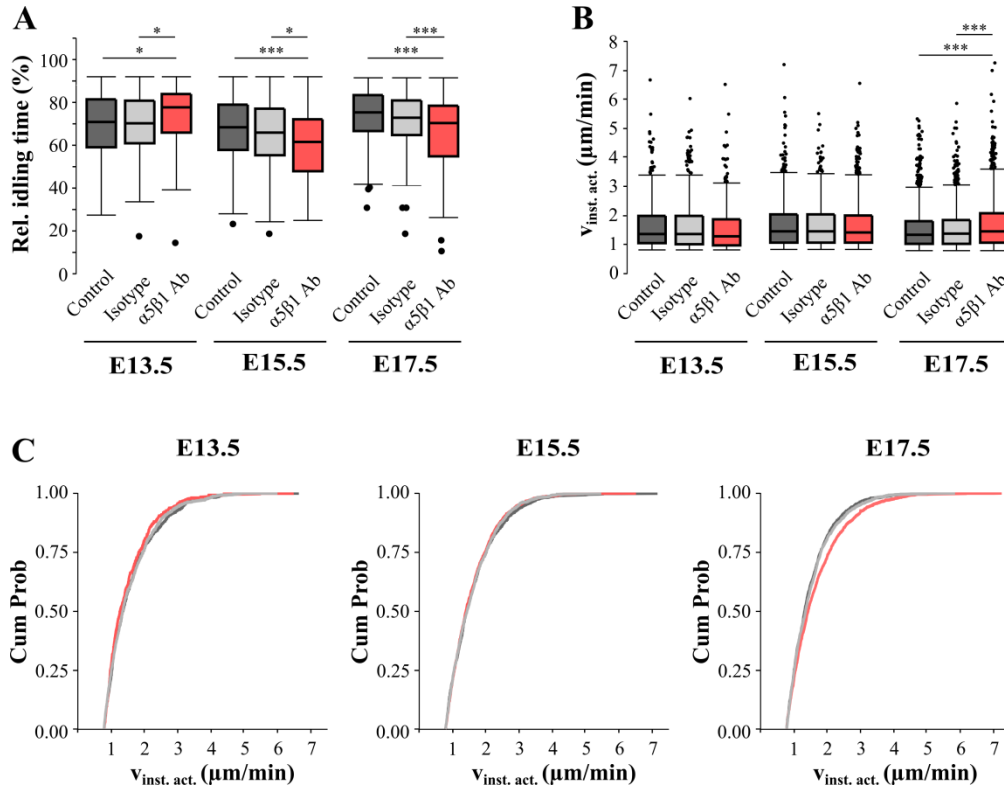 A
Rel. idling time (%)
100
80
60
40
20
0
*
*
*
***
***
***
Control
Isotype
α5β1 Ab
Control
Isotype
α5β1 Ab
Control
Isotype
α5β1 Ab
E13.5
E15.5
E17.5
B
v inst. act. (μm/min)
8
7
6
5
4
3
2
1
0
***
***
Control
Isotype
α5β1 Ab
Control
Isotype
α5β1 Ab
Control
Isotype
α5β1 Ab
E13.5
E15.5
E17.5
C
E13.5
Cum Prob
1.00
0.75
0.50
0.25
0.00
1 2 3 4 5 6 7
v inst. act. (μm/min)
E15.5
Cum Prob
1.00
0.75
0.50
0.25
0.00
1 2 3 4 5 6 7
v inst. act. (μm/min)
E17.5
Cum Prob
1.00
0.75
0.50
0.25
0.00
1 2 3 4 5 6 7
v inst. act. (μm/min)